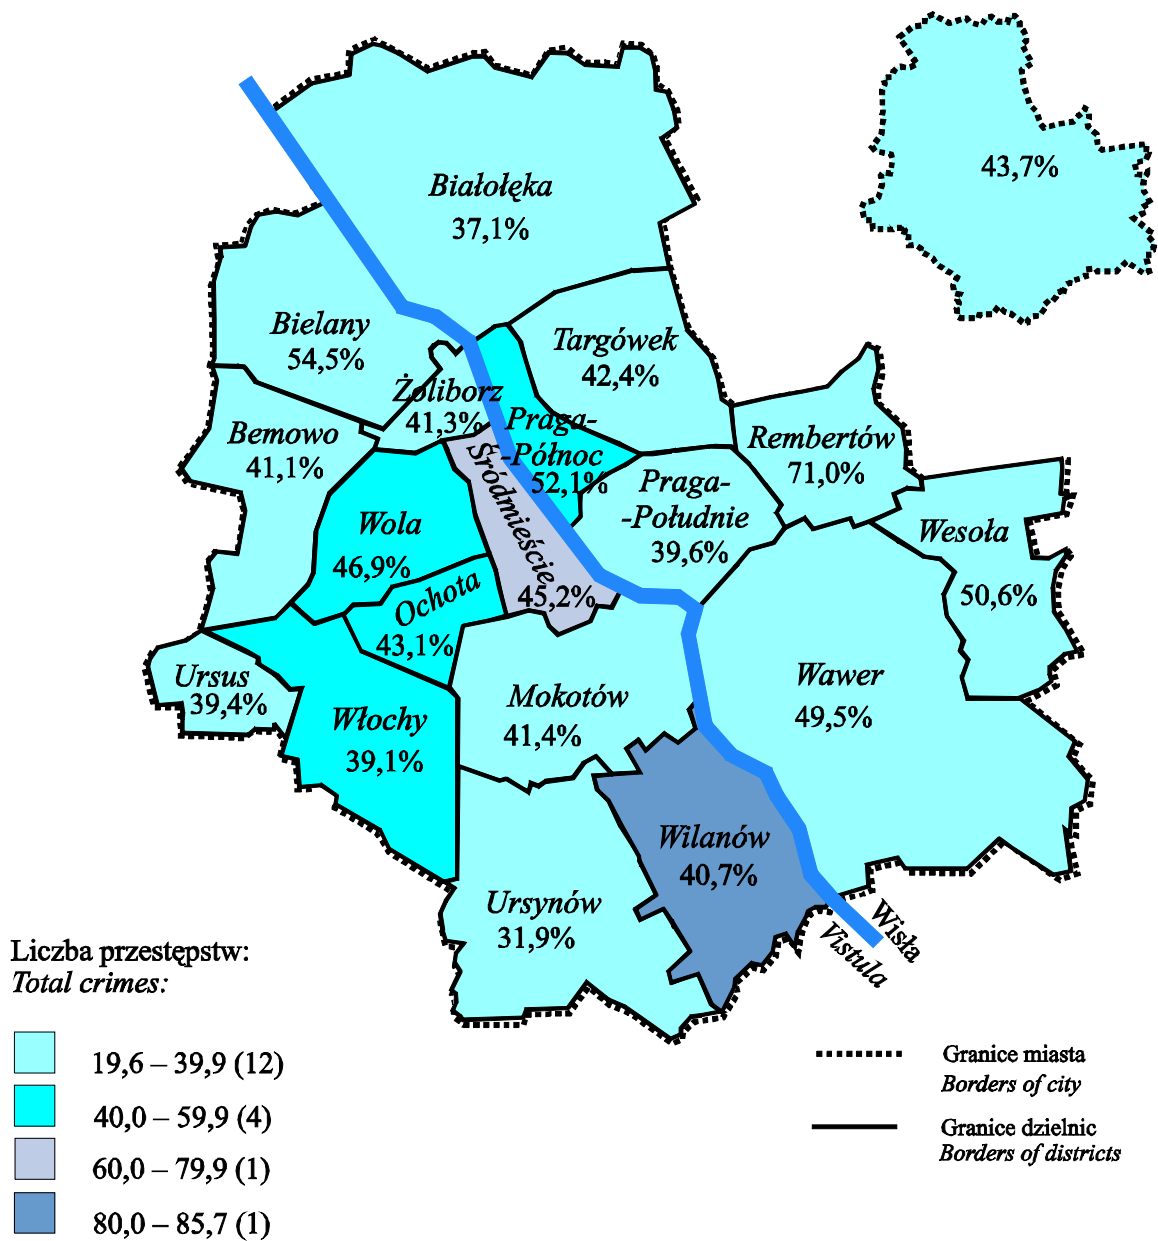 43,7%
Białołęka
37,1%
Bielany
54,5%
Targówek
42,4%
Żoliborz
41,3%
Praga-
-Północ
52,1%
Bemowo
41,1%
Rembertów
71,0%
Śródmieście
45,2%
Praga-
-Południe
39,6%
Wola
46,9%
Wesoła
50,6%
Ochota
43,1%
Ursus
39,4%
Włochy
39,1%
Mokotów
41,4%
Wawer
49,5%
Wilanów
40,7%
Ursynów
31,9%
Wisła
Vistula
Liczba przestępstw:
Total crimes:
19,6 – 39,9 (12)
40,0 – 59,9 (4)
60,0 – 79,9 (1)
80,0 – 85,7 (1)
Granice miasta
Borders of city
Granice dzielnic
Borders of districts